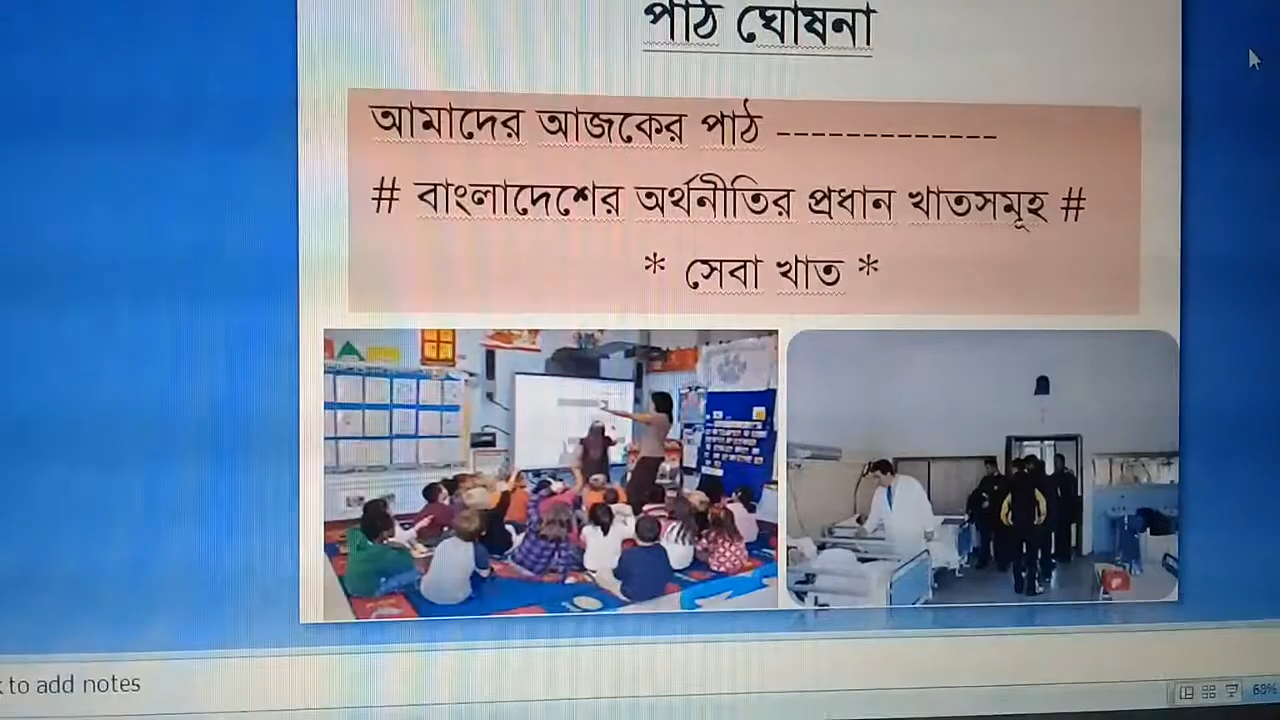 পাঠ ঘোষনা
আমাদের আজকের পাঠ -------------
# বাংলাদেশের অর্থনীতির প্রধান খাতসমূহ #
* সেবা খাত *
to add notes
68%